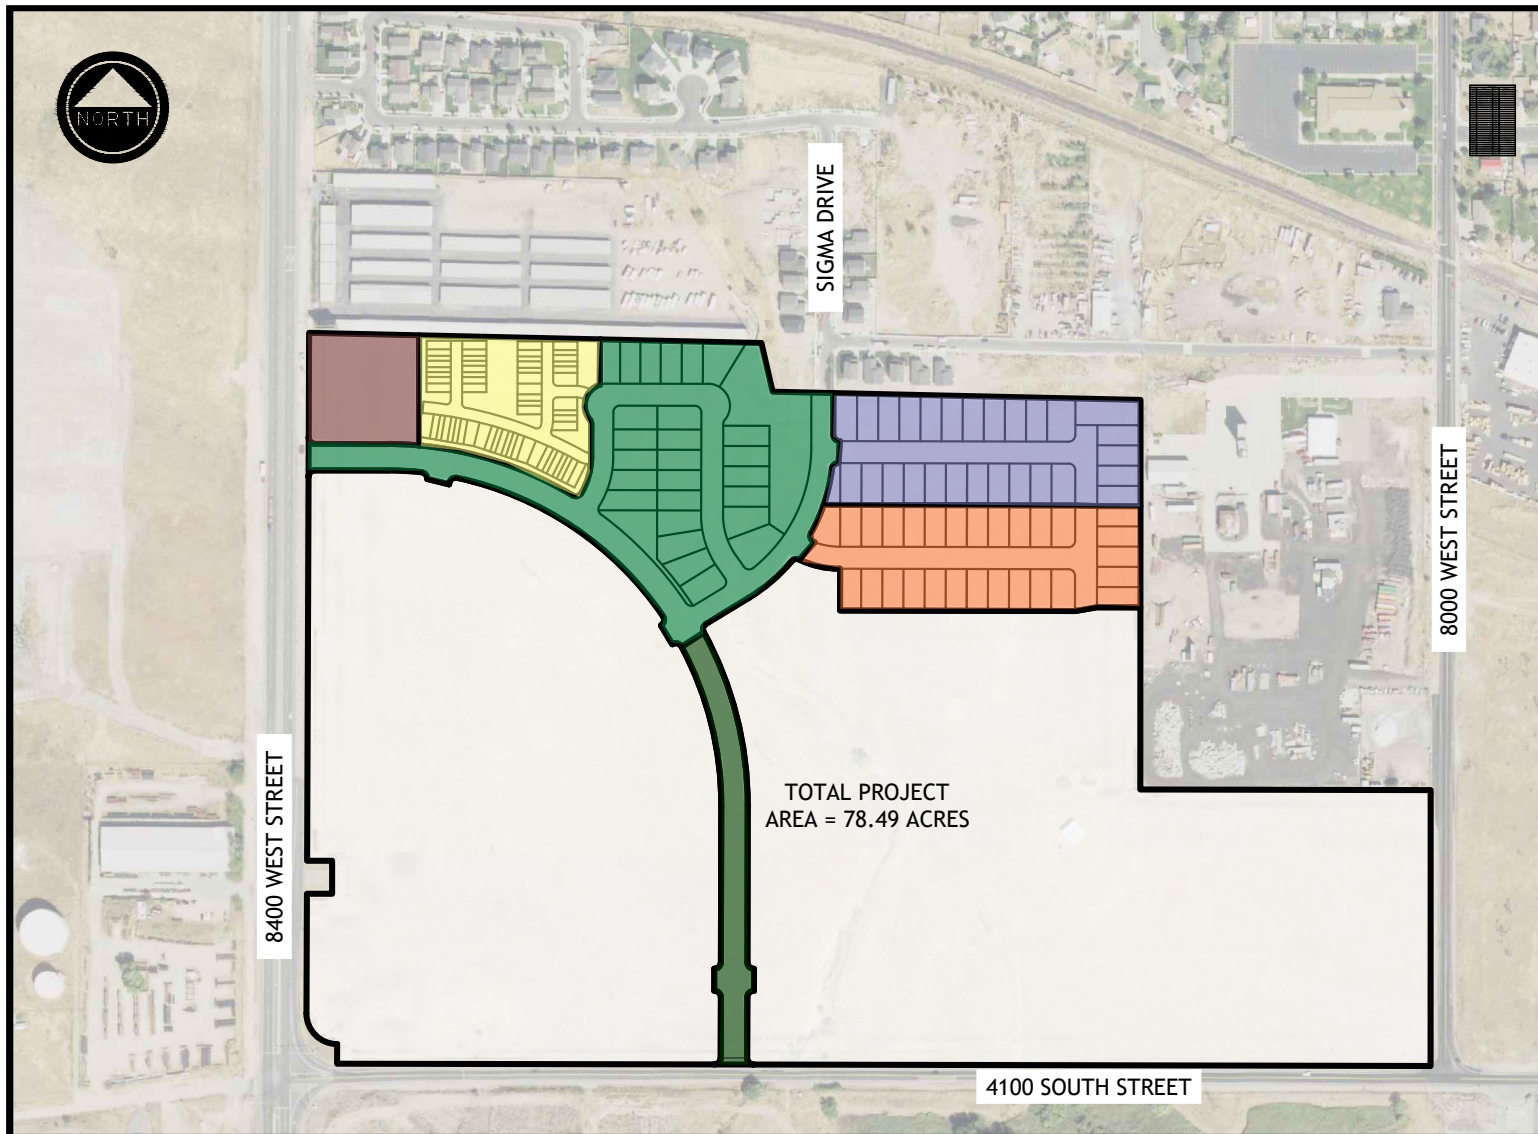 NORTH
SIGMA DRIVE
8000 WEST STREET
8400 WEST STREET
TOTAL PROJECT
AREA = 78.49 ACRES
4100 SOUTH STREET